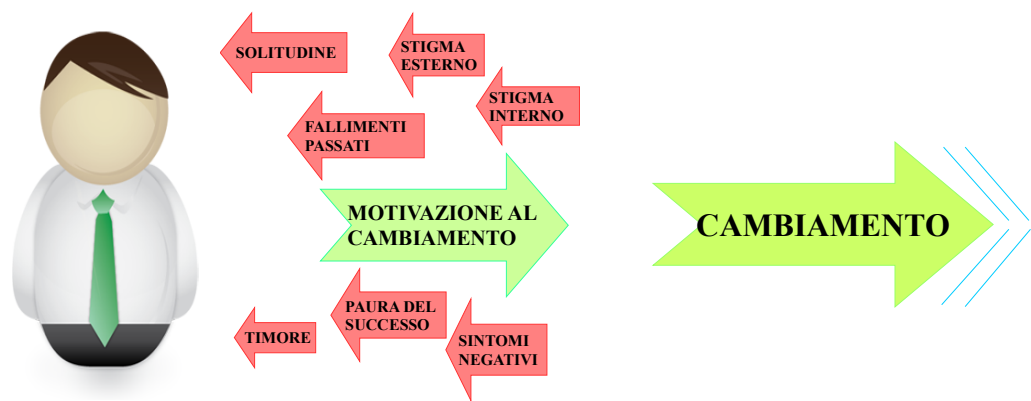 SOLITUDINE
STIGMA
ESTERNO
STIGMA
INTERNO
FALLIMENTI
PASSATI
MOTIVAZIONE AL
CAMBIAMENTO
CAMBIAMENTO
PAURA DEL
SUCCESSO
TIMORE
SINTOMI
NEGATIVI